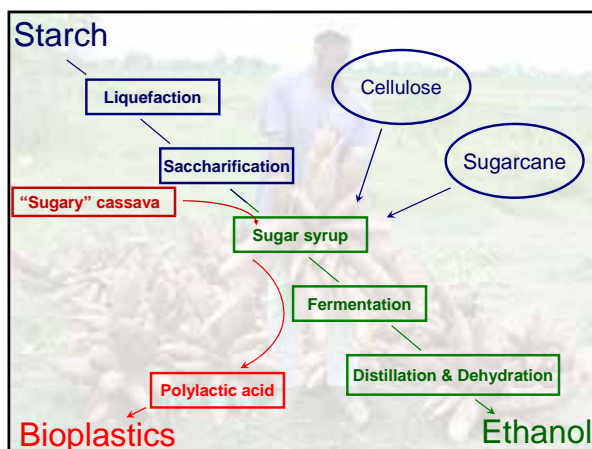 Starch
Cellulose
Liquefaction
Sugarcane
Saccharification
“Sugary” cassava
Sugar syrup
Fermentation
Distillation & Dehydration
Polylactic acid
Bioplastics
Ethanol